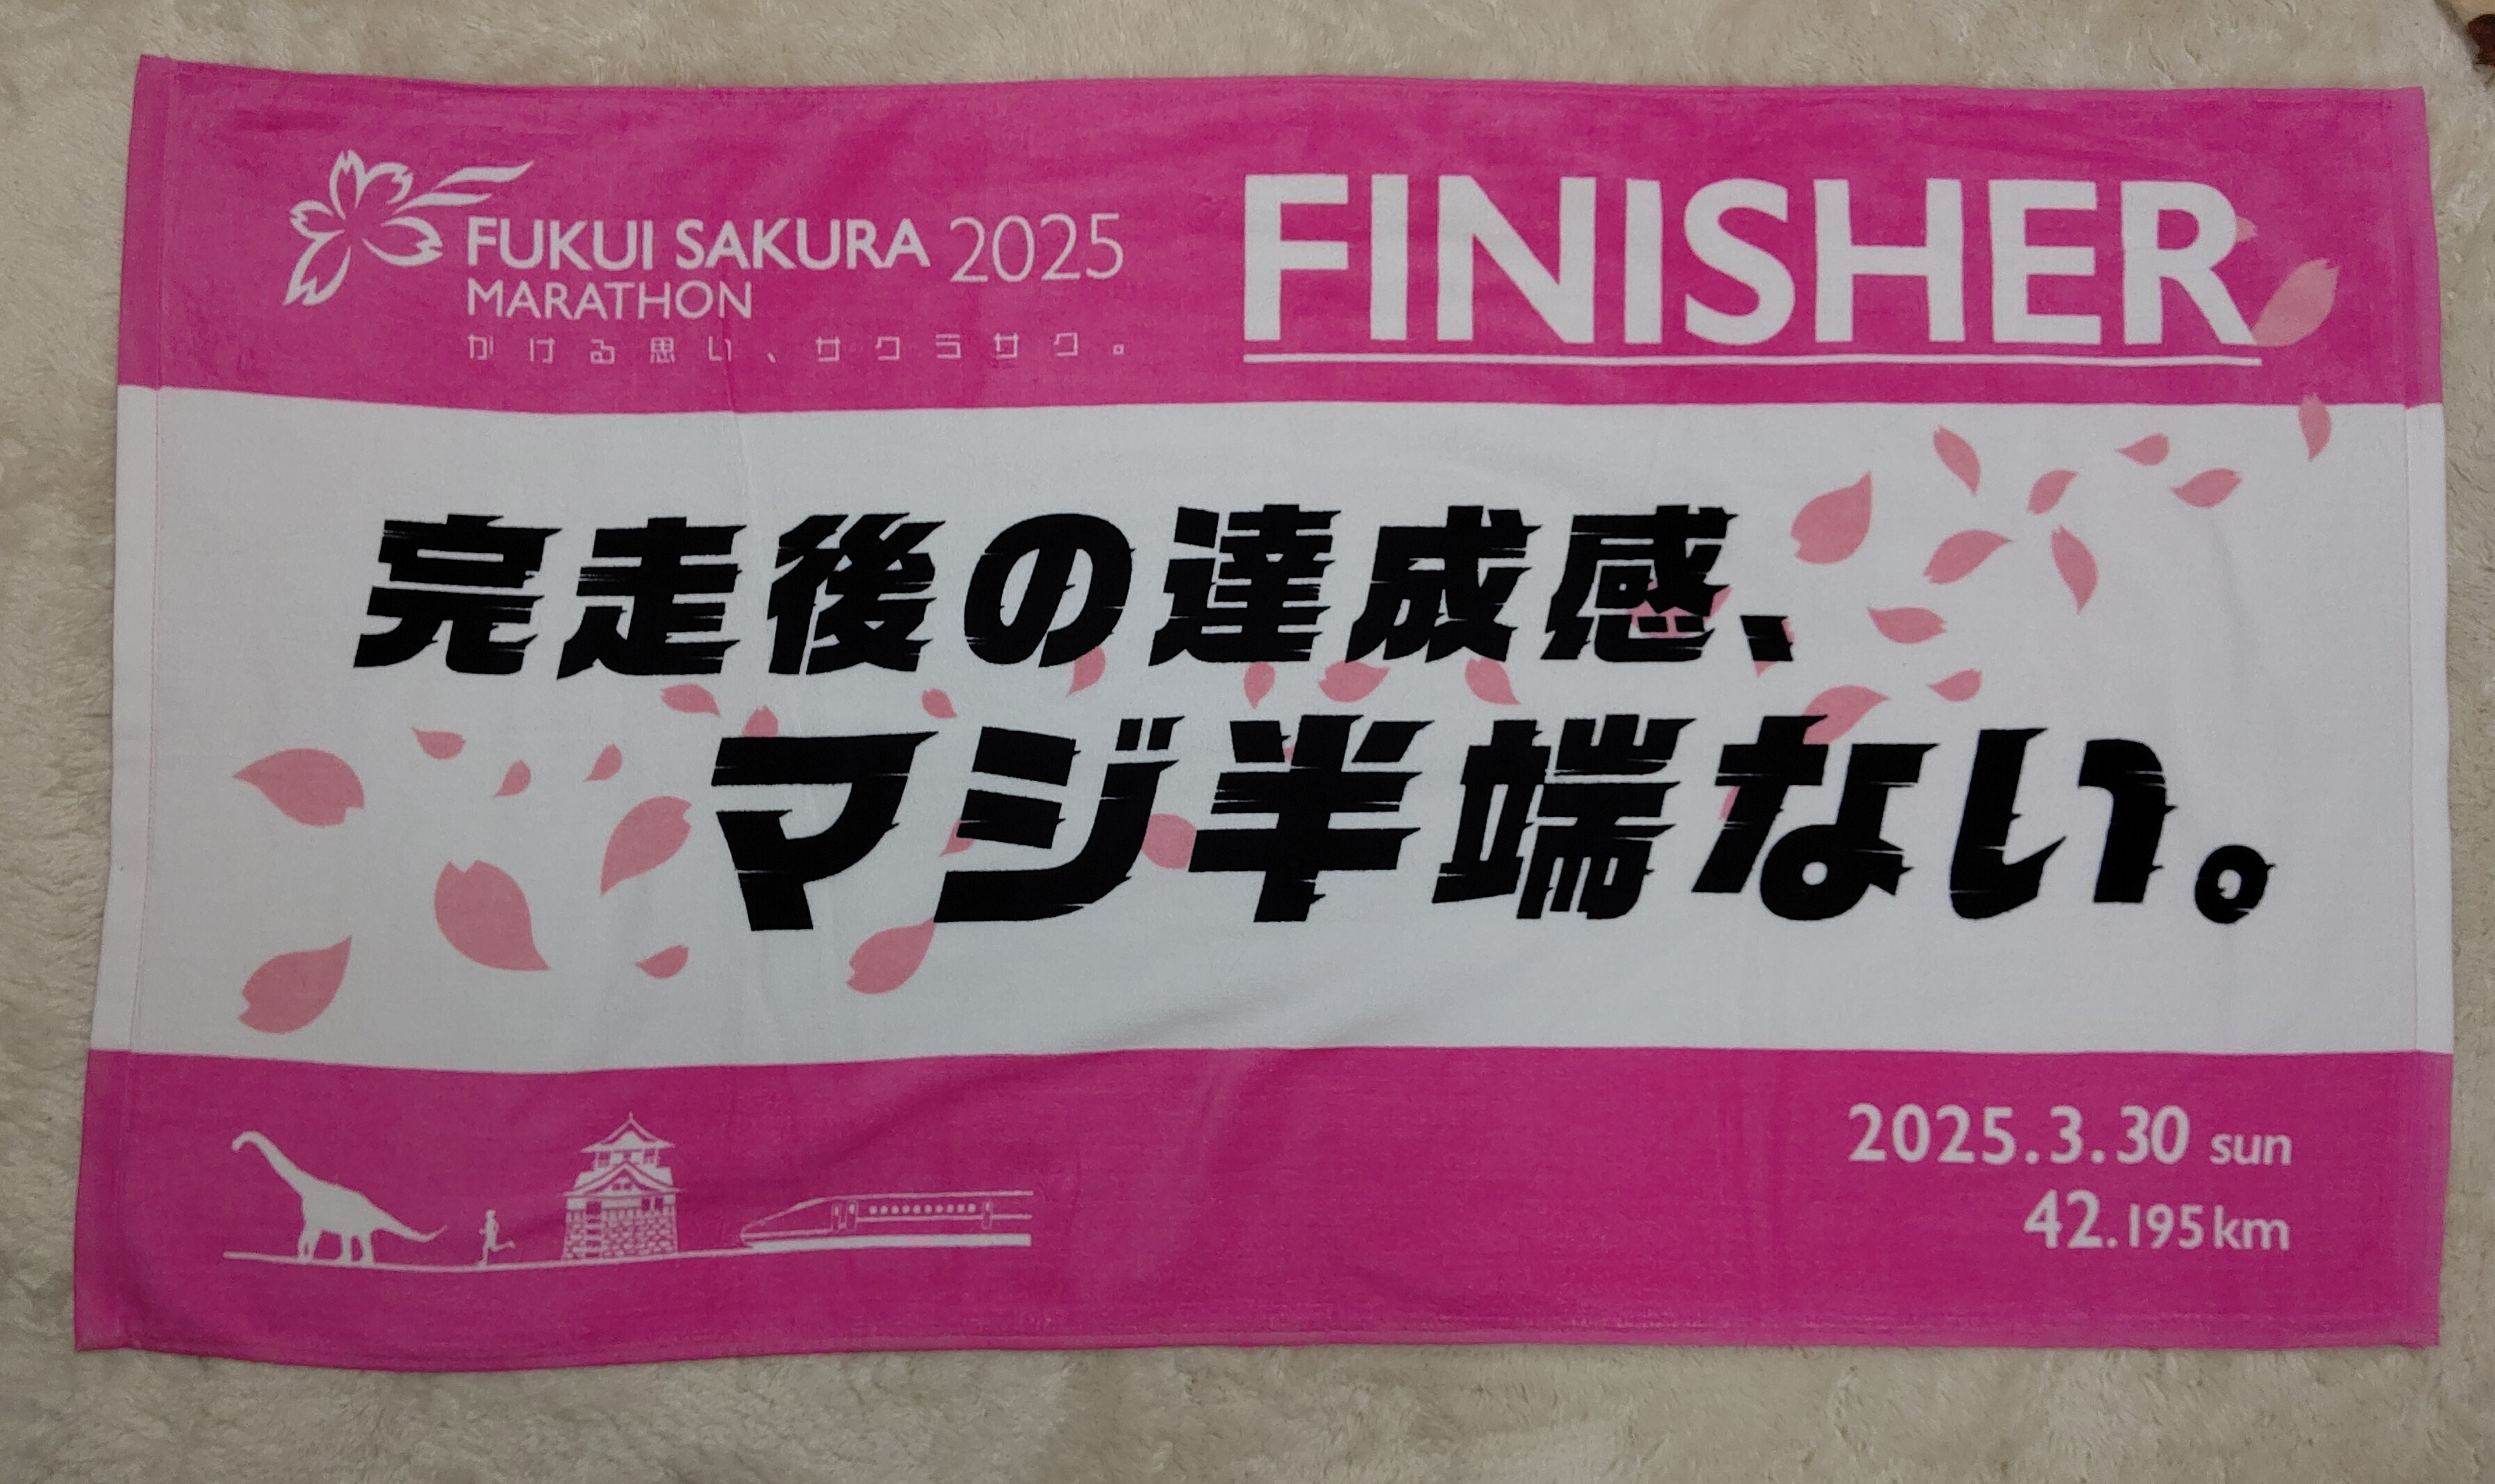 FUKUI SAKURA 2025
MARATHON
かける思い、サクラサク。
FINISHER
完走後の達成感、
マジ半端ない。
2025.3.30 sun
42.195km